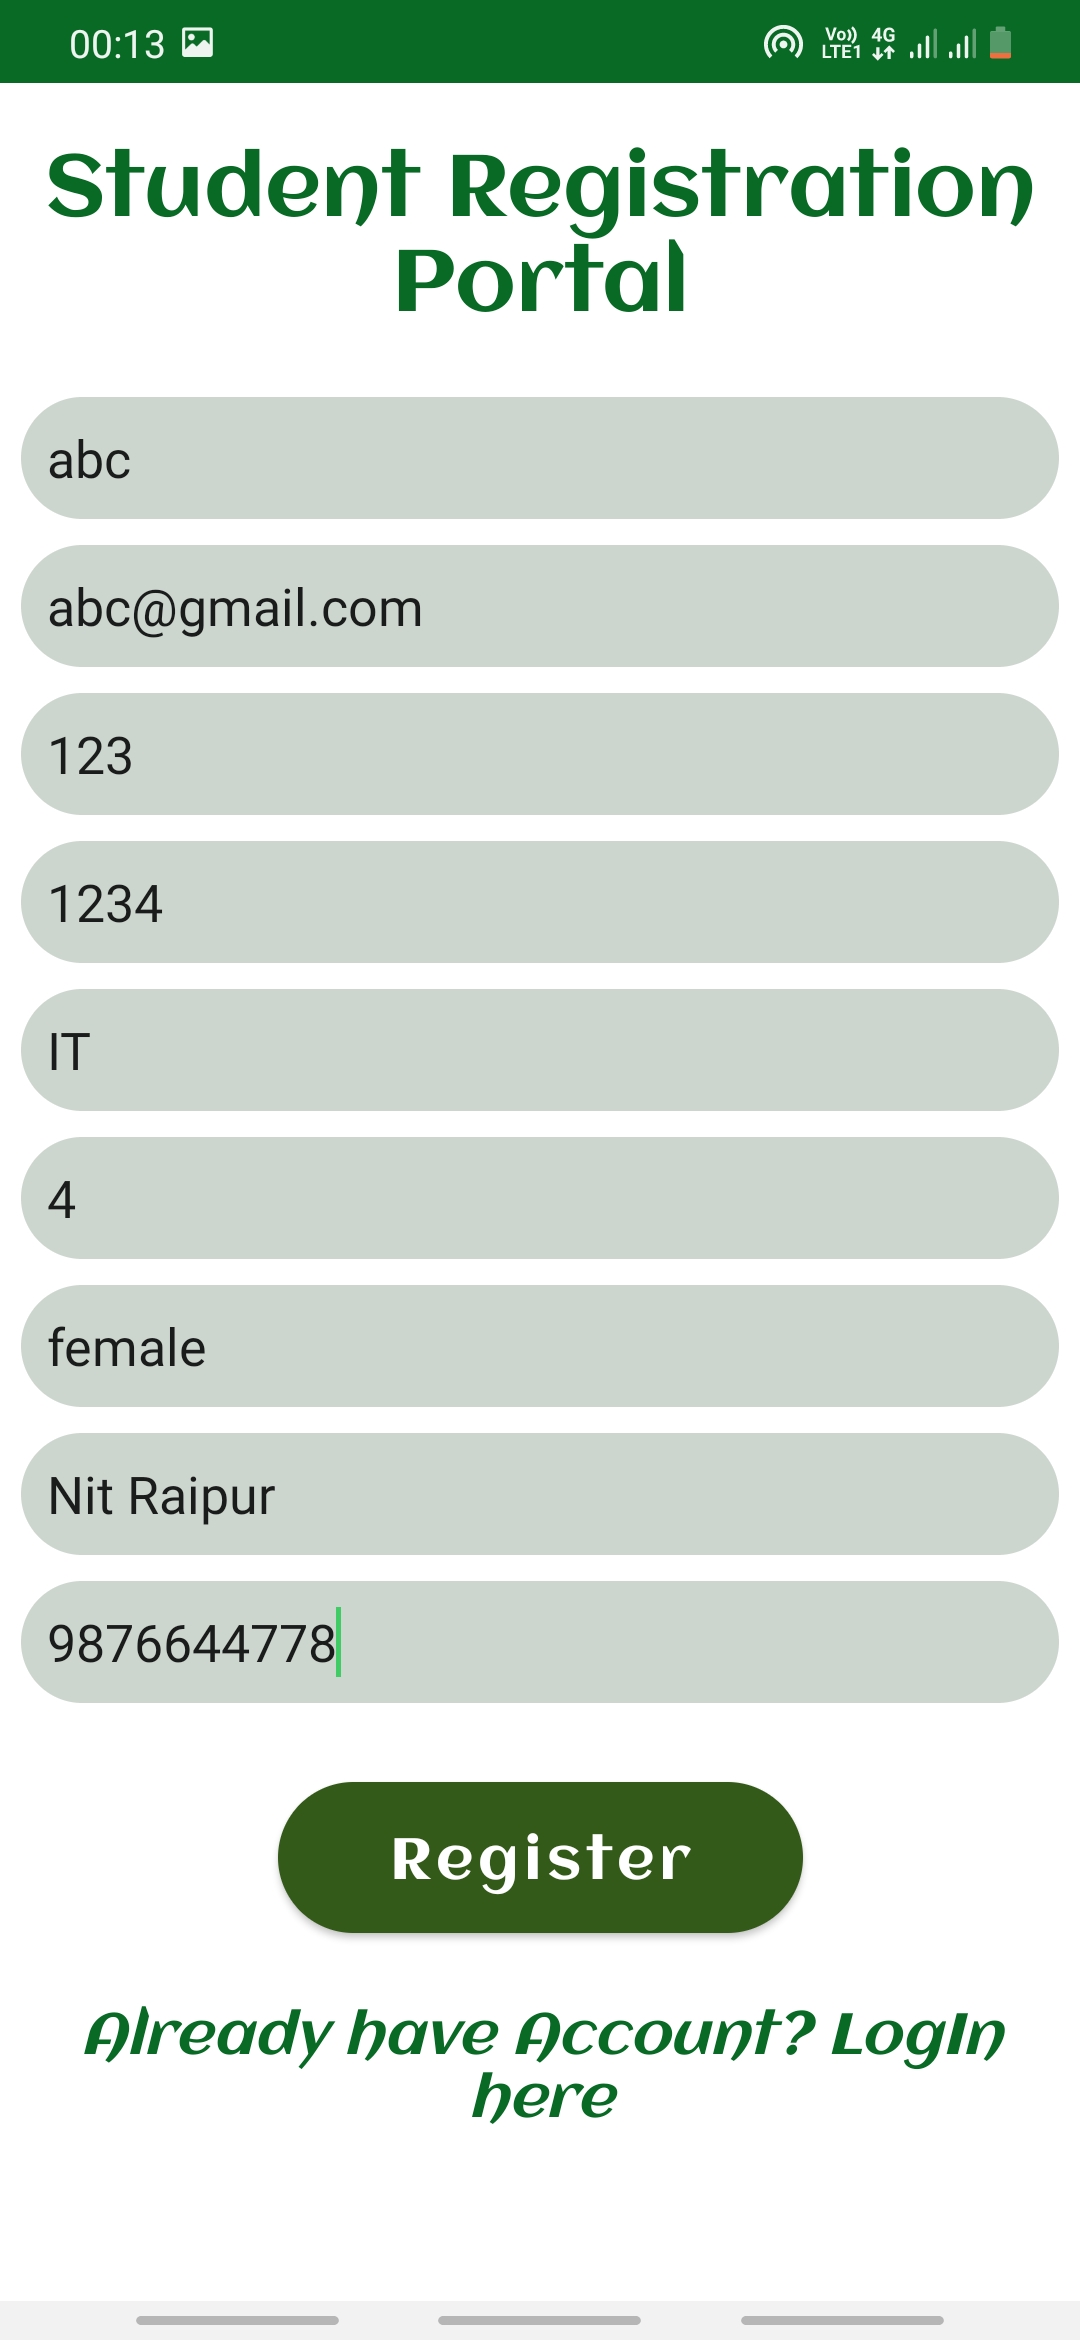 00:13
Vo)) 4G
LTE1
Student Registration
Portal
abc
abc@gmail.com
123
1234
IT
4
female
Nit Raipur
9876644778
Register
Already have Account? LogIn
here